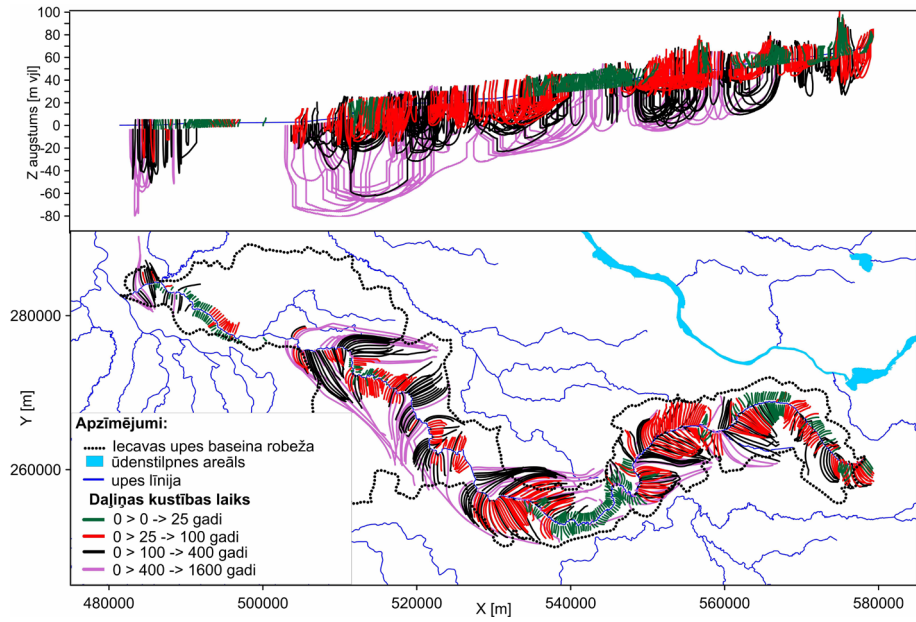 100
80
60
40
20
0
-20
-40
-60
-80
Z augstums [m vjl]
280000
260000
Y [m]
Apzīmējumi:
Iecavas upes baseina robeža
ūdenstilpnes areāls
upes līnija
Daļiņas kustības laiks
0 > 0 -> 25 gadi
0 > 25 -> 100 gadi
0 > 100 -> 400 gadi
0 > 400 -> 1600 gadi
480000 500000 520000 540000 560000 580000
X [m]